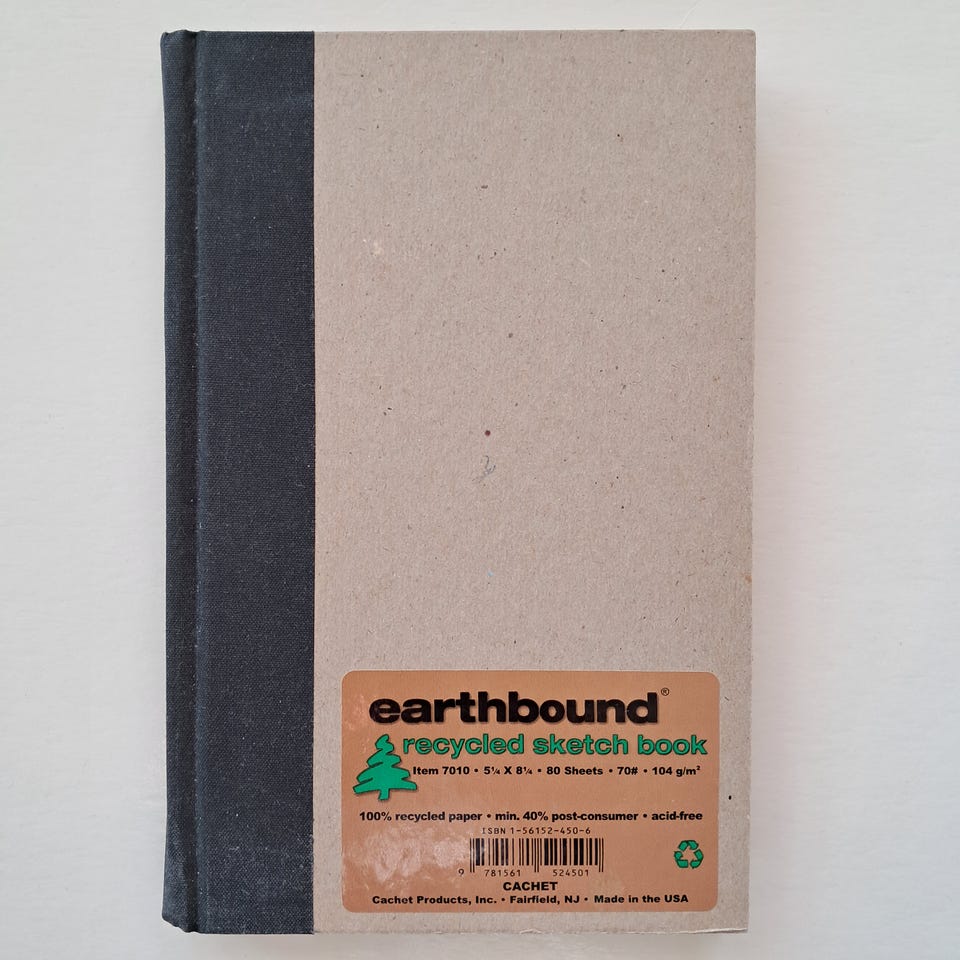 earthbound®
recycled sketch book
Item 7010 • 5¼ X 8¼ • 80 Sheets • 70# • 104 g/m²
100% recycled paper • min. 40% post-consumer • acid-free
ISBN 1-56152-450-6
9 781561 524501
CACHET
Cachet Products, Inc. • Fairfield, NJ • Made in the USA